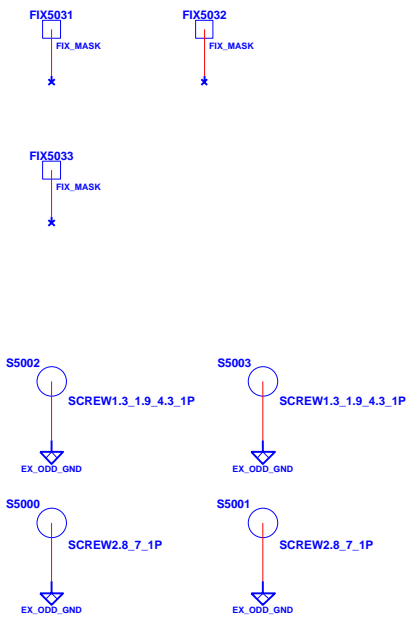 FIX5031
FIX_MASK
FIX5032
FIX_MASK
FIX5033
FIX_MASK
S5002
SCREW1.3_1.9_4.3_1P
EX_ODD_GND
S5003
SCREW1.3_1.9_4.3_1P
EX_ODD_GND
S5000
SCREW2.8_7_1P
EX_ODD_GND
S5001
SCREW2.8_7_1P
EX_ODD_GND